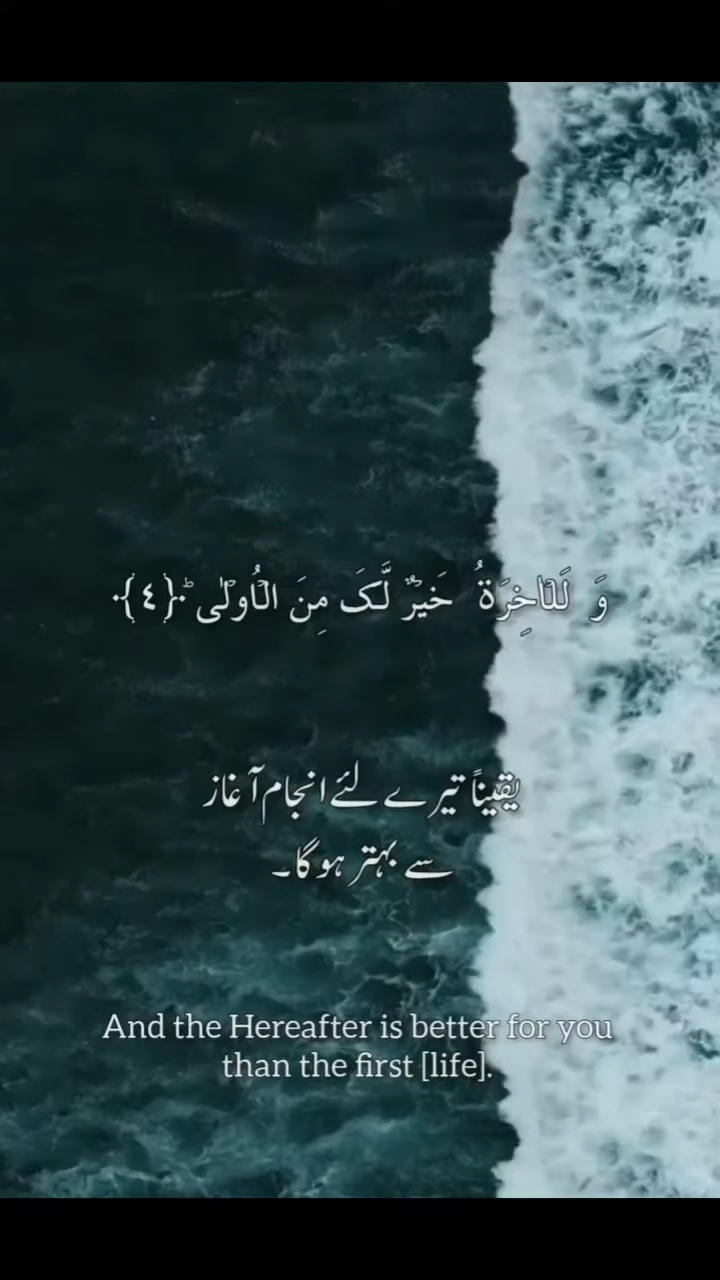 وَ لَلۡاٰخِرَۃُ خَیۡرٌ لَّکَ مِنَ الۡاُوۡلٰی ؕ﴿۴﴾
یقیناً تیرے لئے انجام آغاز
سے بہتر ہوگا۔
And the Hereafter is better for you
than the first [life].